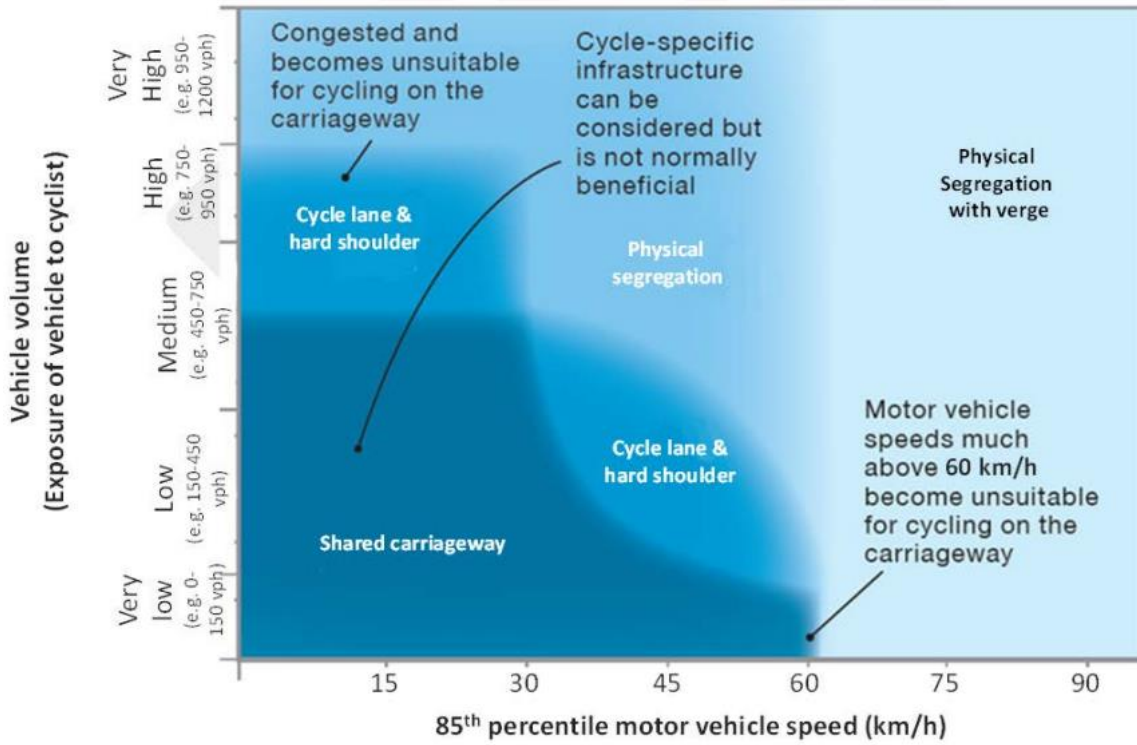 Vehicle volume
(Exposure of vehicle to cyclist)
Very
High
(e.g. 950-
1200 vph)
High
(e.g. 750-
950 vph)
Medium
(e.g. 450-750
vph)
Low
(e.g. 150-450
vph)
Very
low
(e.g. 0-
150 vph)
Congested and
becomes unsuitable
for cycling on the
carriageway
Cycle-specific
infrastructure
can be
considered but
is not normally
beneficial
Physical
Segregation
with verge
Cycle lane &
hard shoulder
Physical
segregation
Cycle lane &
hard shoulder
Shared carriageway
Motor vehicle
speeds much
above 60 km/h
become unsuitable
for cycling on the
carriageway
15 30 45 60 75 90
85th percentile motor vehicle speed (km/h)